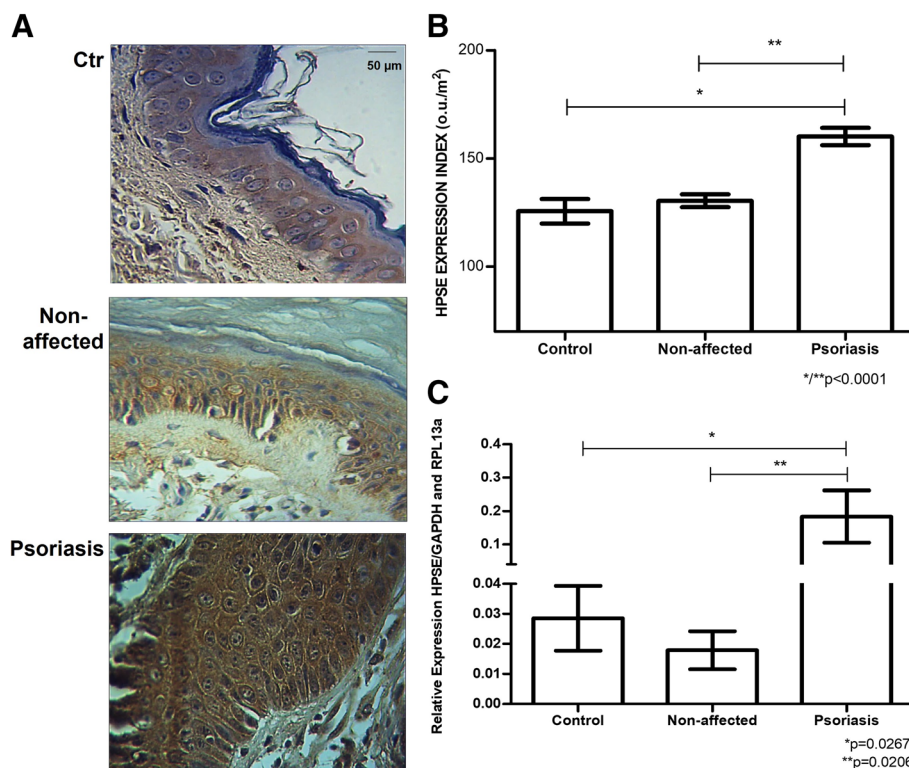 A
Ctr
50 µm
Non-
affected
Psoriasis
B
HPSE EXPRESSION INDEX (o.u./m²)
200
150
100
**
*
Control Non-affected Psoriasis
*/**p<0.0001
C
Relative Expression HPSE/GAPDH and RPL13a
0.4
0.3
0.2
0.1
0.04
0.03
0.02
0.01
0.00
*
**
Control Non-affected Psoriasis
*p=0.0267
**p=0.0206